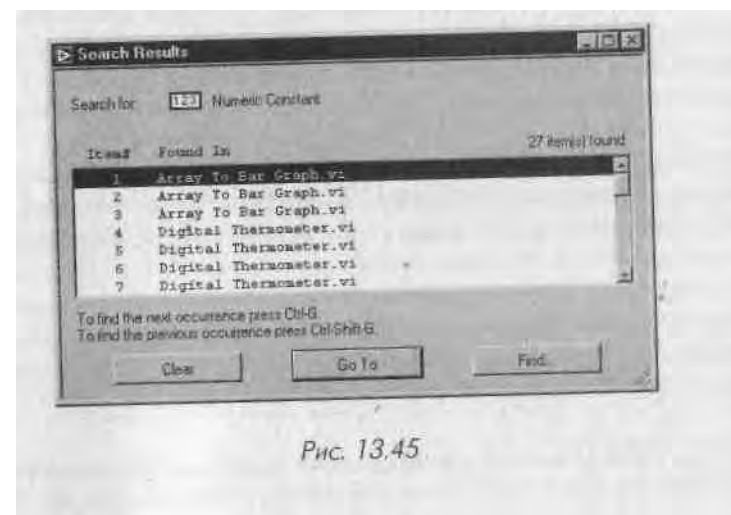 Search Results
Search for: 123 Numeric Constant
27 item(s) found
Item# Found In
1 Array To Bar Graph.vi
2 Array To Bar Graph.vi
3 Array To Bar Graph.vi
4 Digital Thermometer.vi
5 Digital Thermometer.vi
6 Digital Thermometer.vi
7 Digital Thermometer.vi
To find the next occurrence press Ctrl-G.
To find the previous occurrence press Ctrl-Shift-G.
Clear Go To Find...
Рис. 13.45